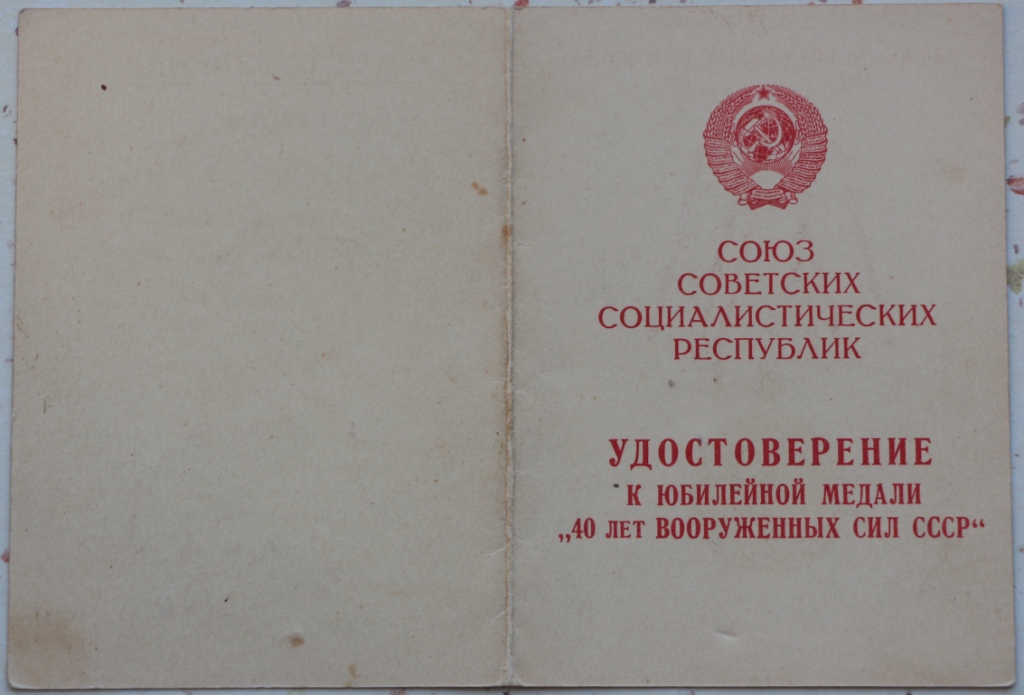 СОЮЗ
СОВЕТСКИХ
СОЦИАЛИСТИЧЕСКИХ
РЕСПУБЛИК
УДОСТОВЕРЕНИЕ
К ЮБИЛЕЙНОЙ МЕДАЛИ
„40 ЛЕТ ВООРУЖЕННЫХ СИЛ СССР“